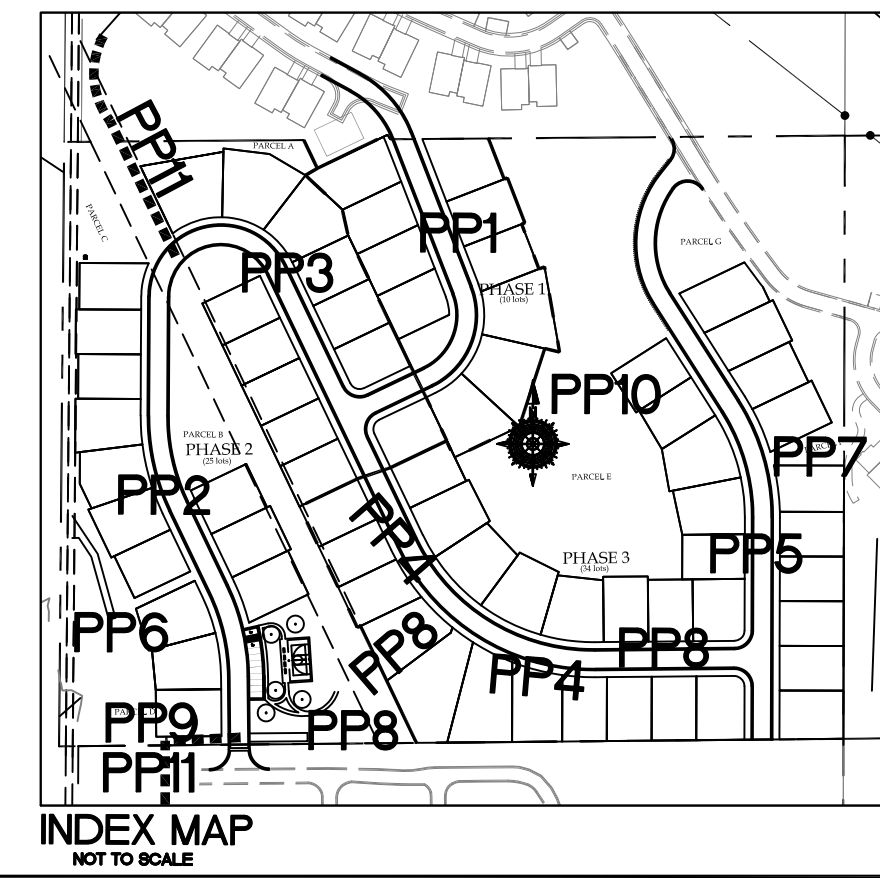 PP11
PARCEL A
PARCEL C
PP1
PARCEL G
PP3
PHASE 1
(10 lots)
PP10
PARCEL B
PHASE 2
(25 lots)
PP7
PARCEL E
PP2
PP4
PP5
PHASE 3
(34 lots)
PP6
PP8
PP8
PP4
PP9
PP8
PP11
INDEX MAP
NOT TO SCALE